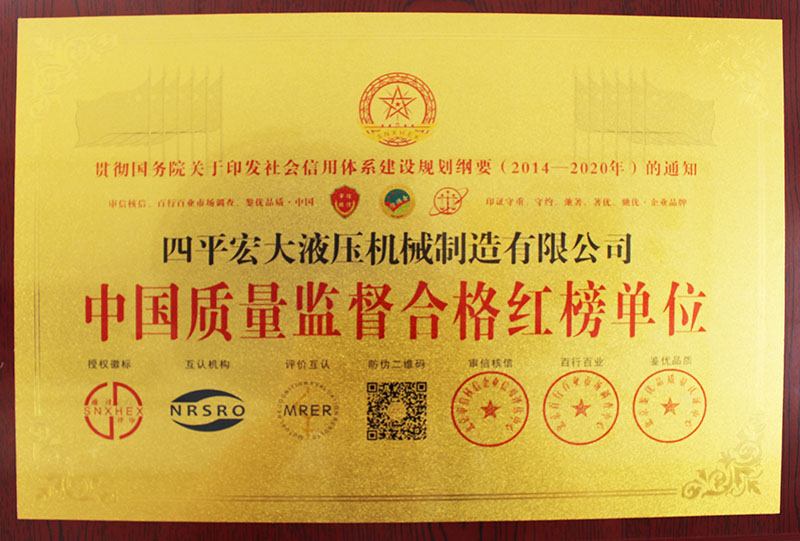 SNXHEX
贯彻国务院关于印发社会信用体系建设规划纲要(2014—2020年)的通知
审信核信、百行百业市场调查、鉴优品质·中国 印证守重、守约、驰著、著优、驰优·企业品牌
四平宏大液压机械制造有限公司
中国质量监督合格红榜单位
授权徽标 互认机构 评价互认 防伪二维码 审信核信 百行百业 鉴优品质
SNXHEX NRSRO MRER